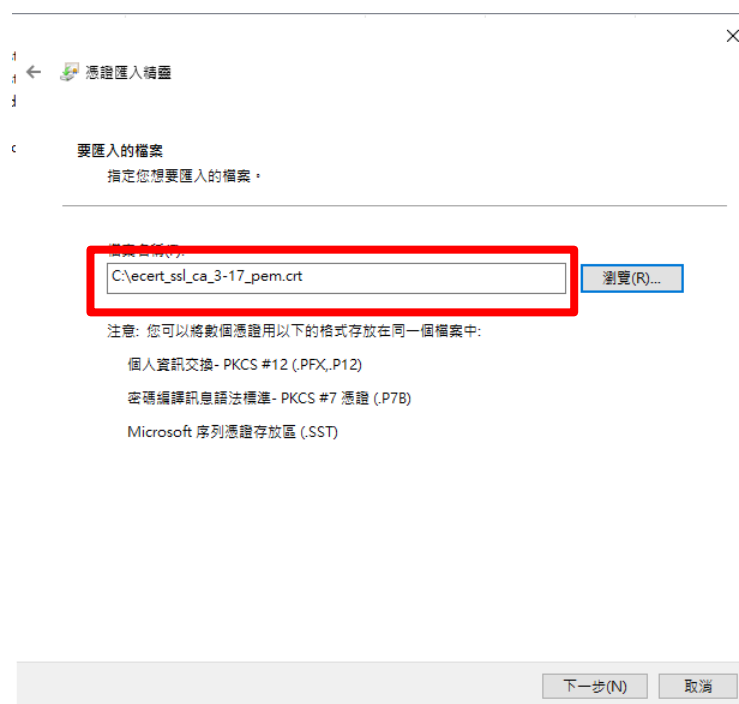 憑證匯入精靈
要匯入的檔案
指定您想要匯入的檔案。
檔案名稱(F):
C:\ecert_ssl_ca_3-17_pem.crt
瀏覽(R)...
注意: 您可以將數個憑證用以下的格式存放在同一個檔案中:
個人資訊交換- PKCS #12 (.PFX,.P12)
密碼編譯訊息語法標準- PKCS #7 憑證 (.P7B)
Microsoft 序列憑證存放區 (.SST)
下一步(N)
取消